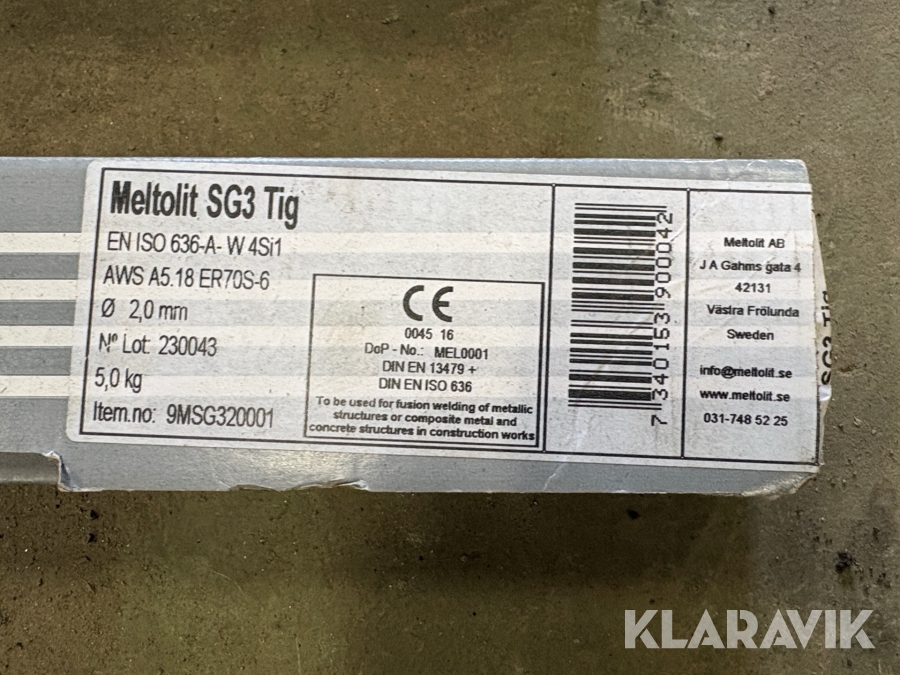 Meltolit SG3 Tig
EN ISO 636-A- W 4Si1
AWS A5.18 ER70S-6
Ø 2,0 mm
Nº Lot: 230043
5,0 kg
Item.no: 9MSG320001
CE
0045 16
DoP - No.: MEL0001
DIN EN 13479 +
DIN EN ISO 636
To be used for fusion welding of metallic
structures or composite metal and
concrete structures in construction works
7 340153 900042
Meltolit AB
J A Gahms gata 4
42131
Västra Frölunda
Sweden
info@meltolit.se
www.meltolit.se
031-748 52 25
SG3 Tig
KLARAVIK